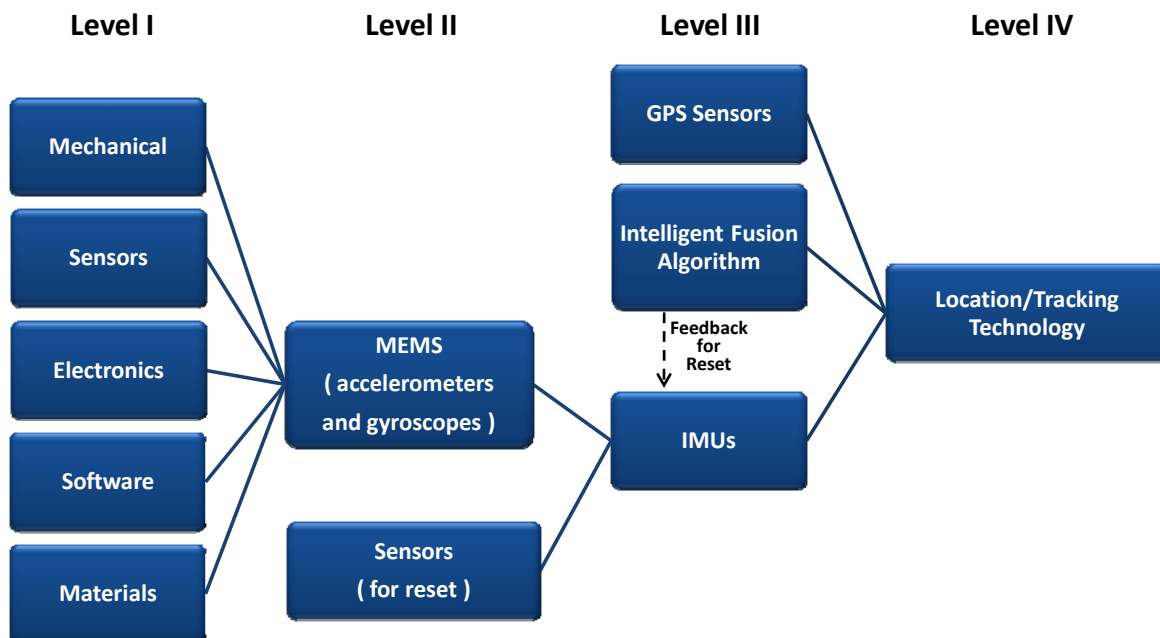 Level I
Level II
Level III
Level IV
Mechanical
Sensors
Electronics
Software
Materials
MEMS
( accelerometers
and gyroscopes )
Sensors
( for reset )
GPS Sensors
Intelligent Fusion
Algorithm
Feedback
for
Reset
IMUs
Location/Tracking
Technology